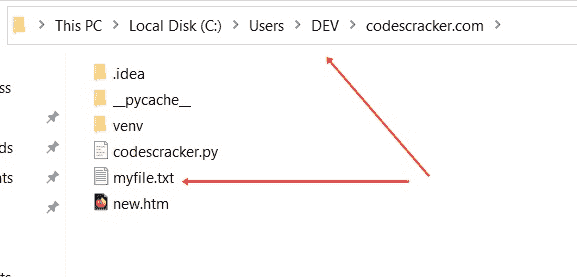 This PC > Local Disk (C:) > Users > DEV > codescracker.com >
.idea
ss
__pycache__
venv
ds
codescracker.py
nts
myfile.txt
new.htm
ts